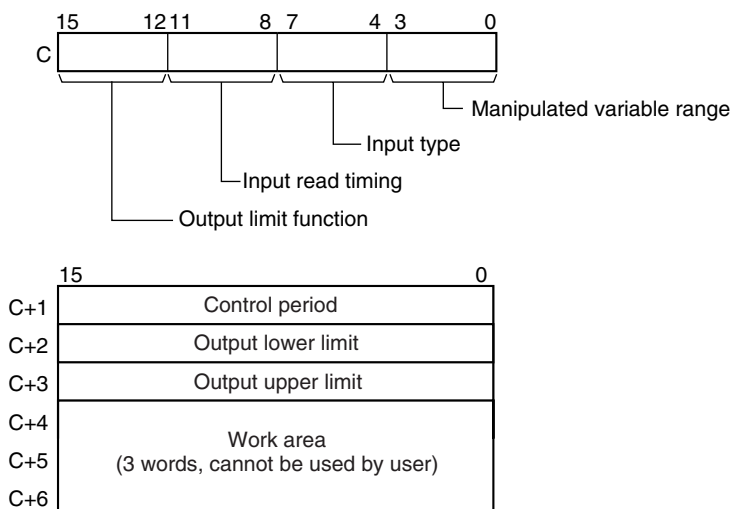 15 12 11 8 7 4 3 0
C
Manipulated variable range
Input type
Input read timing
Output limit function
15 0
C+1 Control period
C+2 Output lower limit
C+3 Output upper limit
C+4
Work area
C+5 (3 words, cannot be used by user)
C+6